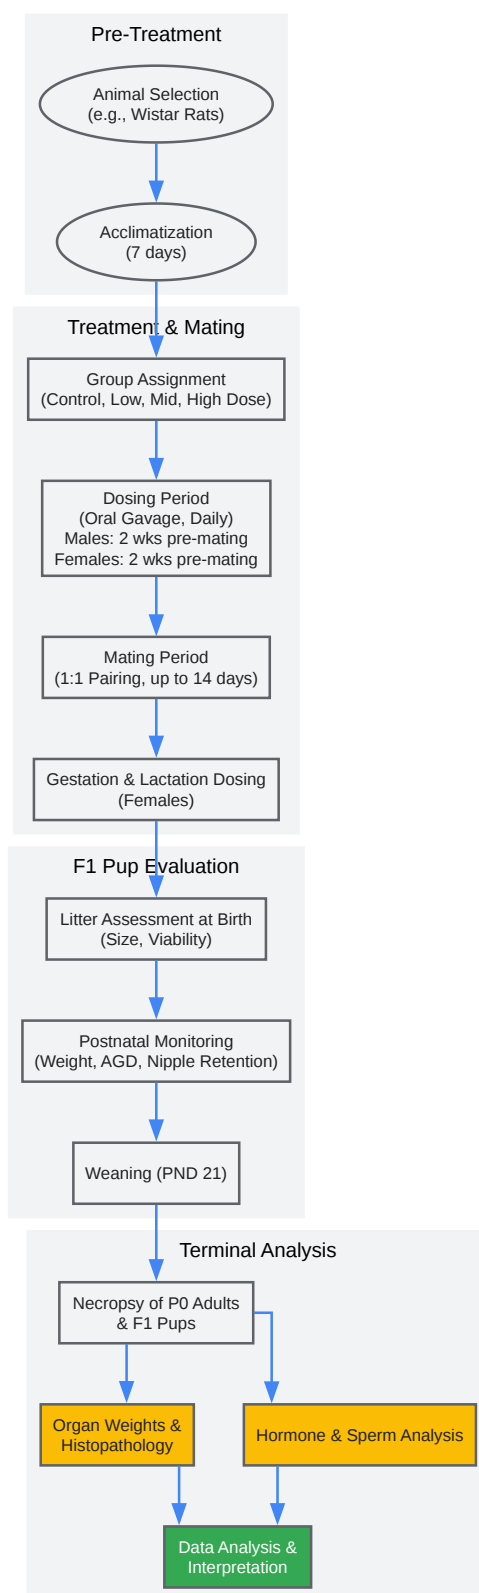 Pre-Treatment
Animal Selection
(e.g., Wistar Rats)
Acclimatization
(7 days)
Treatment & Mating
Group Assignment
(Control, Low, Mid, High Dose)
Dosing Period
(Oral Gavage, Daily)
Males: 2 wks pre-mating
Females: 2 wks pre-mating
Mating Period
(1:1 Pairing, up to 14 days)
Gestation & Lactation Dosing
(Females)
F1 Pup Evaluation
Litter Assessment at Birth
(Size, Viability)
Postnatal Monitoring
(Weight, AGD, Nipple Retention)
Weaning (PND 21)
Terminal Analysis
Necropsy of P0 Adults
& F1 Pups
Organ Weights &
Histopathology
Hormone & Sperm Analysis
Data Analysis &
Interpretation